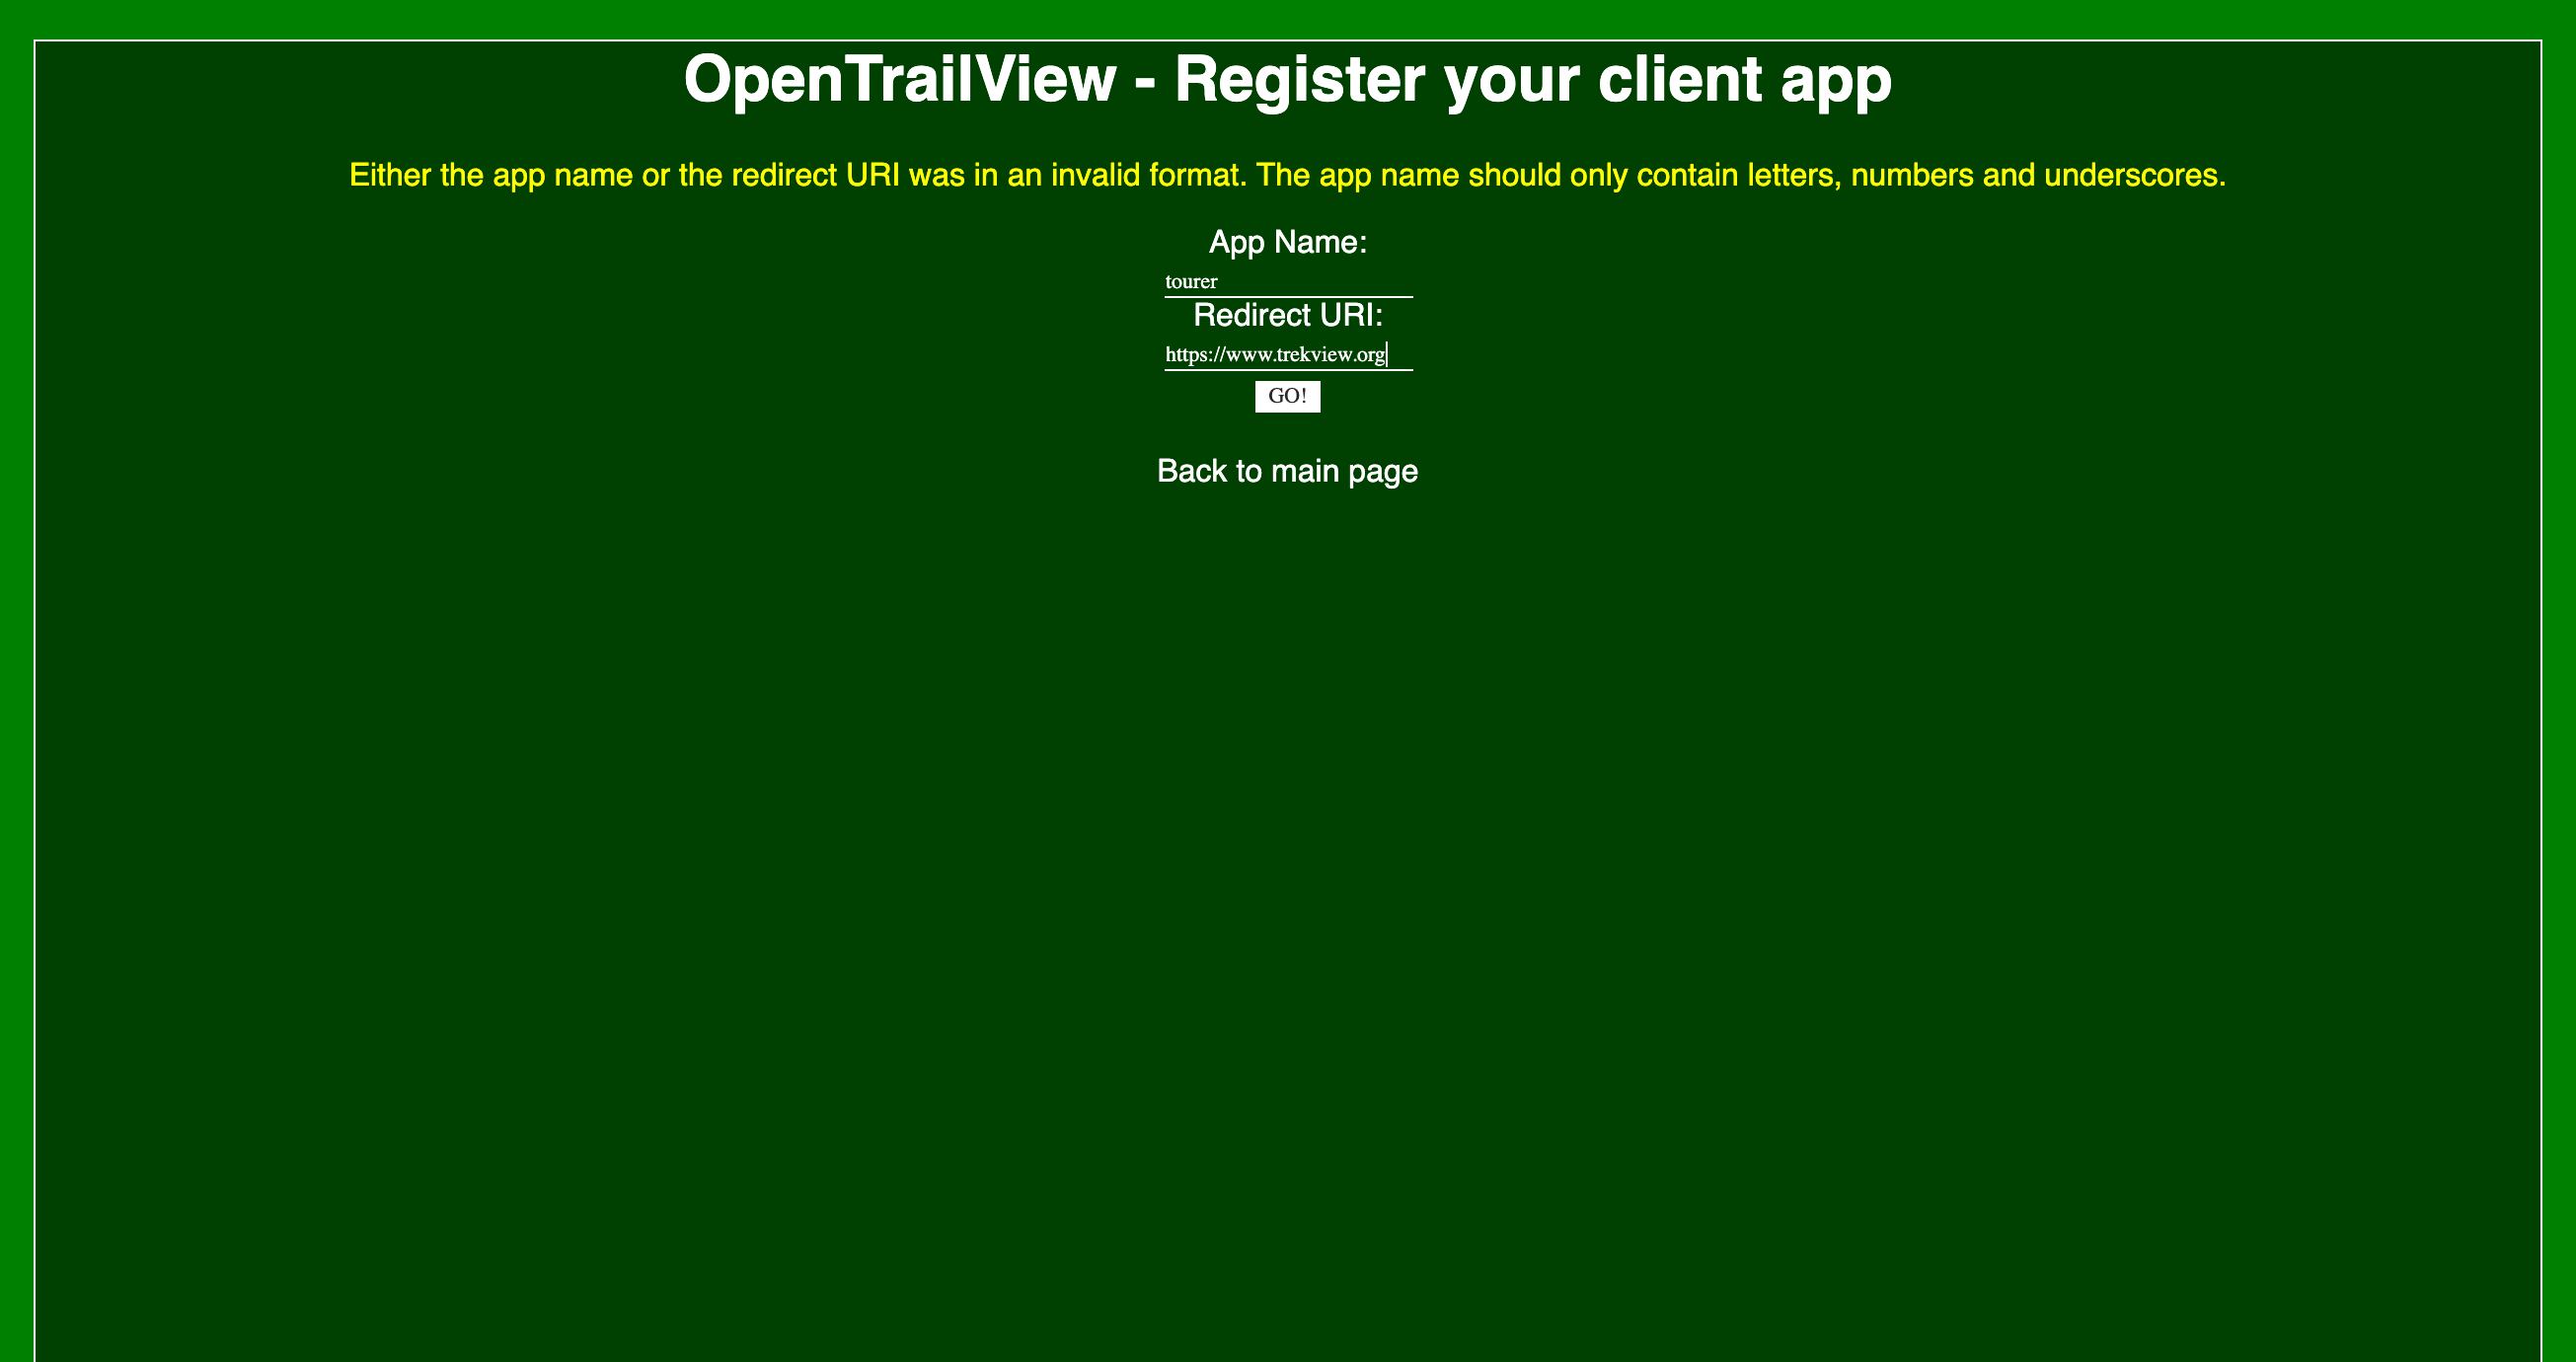 OpenTrailView - Register your client app
Either the app name or the redirect URI was in an invalid format. The app name should only contain letters, numbers and underscores.
App Name:
tourer
Redirect URI:
https://www.trekview.org
GO!
Back to main page